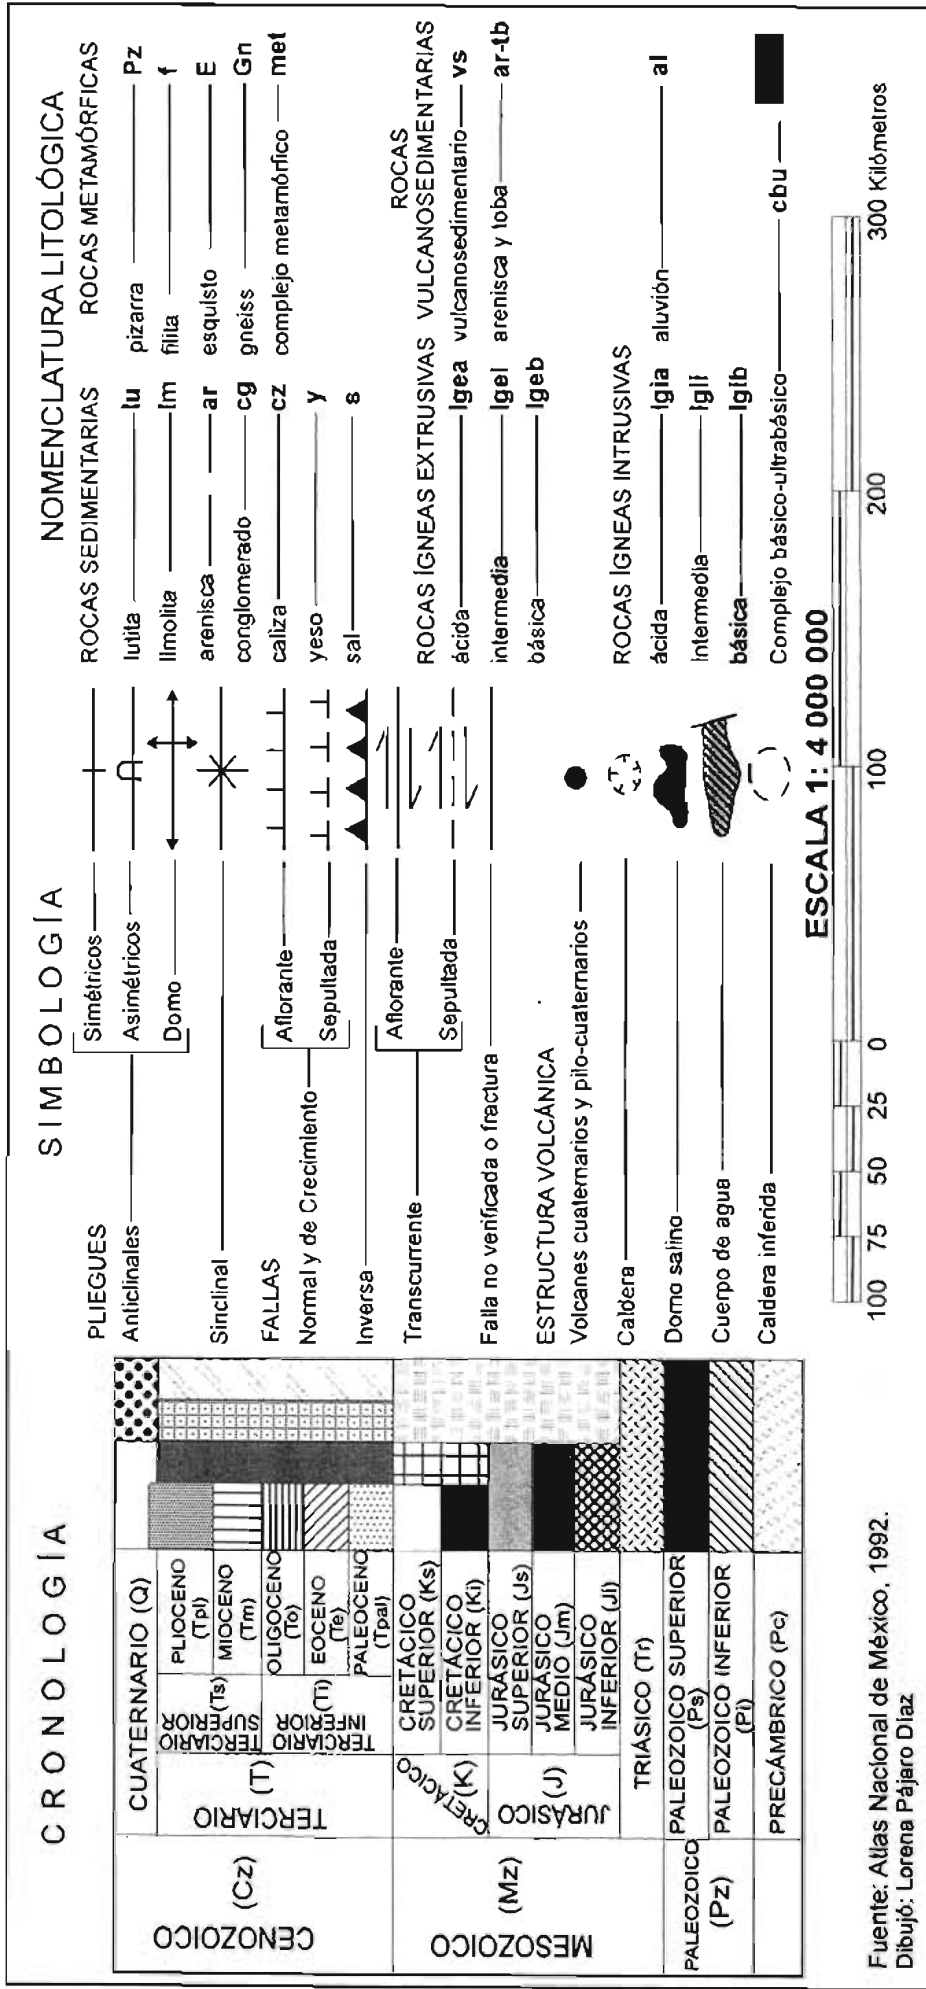 CRONOLOGÍA
CENOZOICO
(Cz)
MESOZOICO
(Mz)
PALEOZOICO
(Pz)
TERCIARIO
(T)
CRETÁCICO
(K)
JURÁSICO
(J)
TERCIARIO
SUPERIOR
(Ts)
TERCIARIO
INFERIOR
(Ti)
CUATERNARIO (Q)
PLIOCENO
(Tpl)
MIOCENO
(Tm)
OLIGOCENO
(To)
EOCENO
(Te)
PALEOCENO
(Tpal)
CRETÁCICO
SUPERIOR (Ks)
CRETÁCICO
INFERIOR (Ki)
JURÁSICO
SUPERIOR (Js)
JURÁSICO
MEDIO (Jm)
JURÁSICO
INFERIOR (Ji)
TRIÁSICO (Tr)
PALEOZOICO SUPERIOR
(Ps)
PALEOZOICO INFERIOR
(Pi)
PRECÁMBRICO (Pc)
SIMBOLOGÍA
PLIEGUES
Anticlinales
Simétricos
Asimétricos
Domo
Sinclinal
FALLAS
Normal y de Crecimiento
Aflorante
Sepultada
Inversa
Transcurrente
Aflorante
Sepultada
Falla no verificada o fractura
ESTRUCTURA VOLCÁNICA
Volcanes cuaternarios y pilo-cuaternarios
Caldera
Domo salino
Cuerpo de agua
Caldera inferida
NOMENCLATURA LITOLÓGICA
ROCAS SEDIMENTARIAS
lutita lu
limolita lm
arenisca ar
conglomerado cg
caliza cz
yeso y
sal s
ROCAS METAMÓRFICAS
pizarra Pz
filita f
esquisto E
gneiss Gn
complejo metamórfico met
ROCAS ÍGNEAS EXTRUSIVAS
ácida Igea
intermedia Igei
básica Igeb
ROCAS
VULCANOSEDIMENTARIAS
vulcanosedimentario vs
arenisca y toba ar-tb
ROCAS ÍGNEAS INTRUSIVAS
ácida Igia
Intermedia Igii
básica Igib
aluvión al
Complejo básico-ultrabásico cbu
ESCALA 1: 4 000 000
100 75 50 25 0 100 200 300 Kilómetros
Fuente: Atlas Nacional de México, 1992.
Dibujó: Lorena Pájaro Díaz